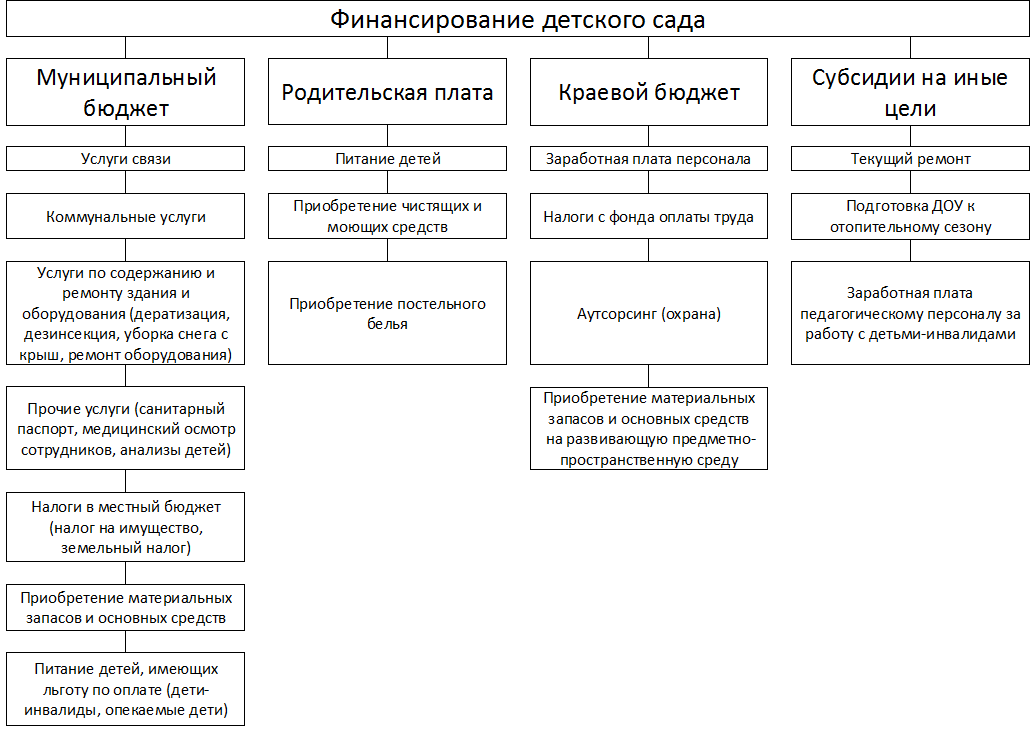 Финансирование детского сада
Муниципальный
бюджет
Услуги связи
Коммунальные услуги
Услуги по содержанию и
ремонту здания и
оборудования (дератизация,
дезинсекция, уборка снега с
крыш, ремонт оборудования)
Прочие услуги (санитарный
паспорт, медицинский осмотр
сотрудников, анализы детей)
Налоги в местный бюджет
(налог на имущество,
земельный налог)
Приобретение материальных
запасов и основных средств
Питание детей, имеющих
льготу по оплате (дети-
инвалиды, опекаемые дети)
Родительская плата
Питание детей
Приобретение чистящих и
моющих средств
Приобретение постельного
белья
Краевой бюджет
Заработная плата персонала
Налоги с фонда оплаты труда
Аутсорсинг (охрана)
Приобретение материальных
запасов и основных средств
на развивающую предметно-
пространственную среду
Субсидии на иные
цели
Текущий ремонт
Подготовка ДОУ к
отопительному сезону
Заработная плата
педагогическому персоналу за
работу с детьми-инвалидами